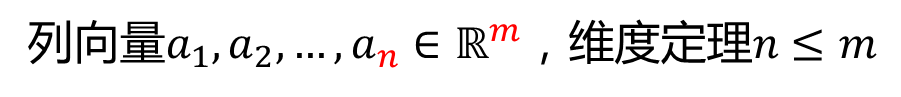 列向量a₁, a₂, …, aₙ ∈ ℝᵐ，维度定理n ≤ m